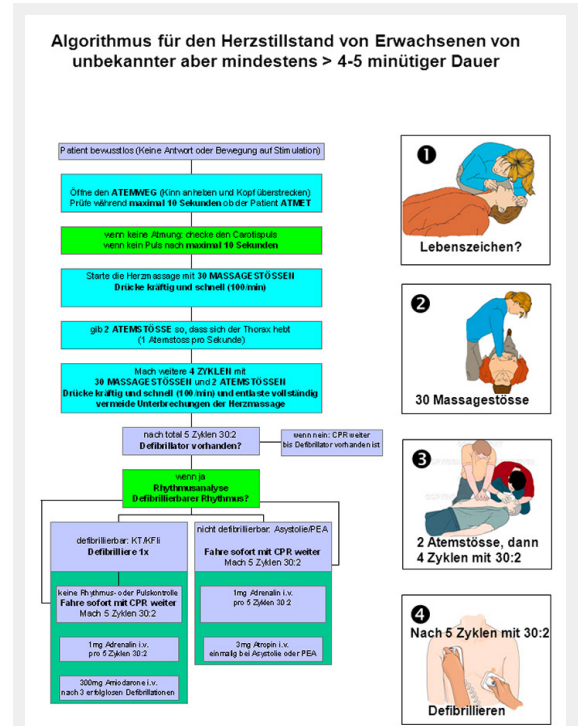 Algorithmus für den Herzstillstand von Erwachsenen von
unbekannter aber mindestens > 4-5 minütiger Dauer
Patient bewusstlos (Keine Antwort oder Bewegung auf Stimulation)
Öffne den ATEMWEG (Kinn anheben und Kopf überstrecken)
Prüfe während maximal 10 Sekunden ob der Patient ATMET
wenn keine Atmung: checke den Carotispuls
wenn kein Puls nach maximal 10 Sekunden
Starte die Herzmassage mit 30 MASSAGESTÖSSEN
Drücke kräftig und schnell (100/min)
gib 2 ATEMSTÖSSE so, dass sich der Thorax hebt
(1 Atemstoss pro Sekunde)
Mach weitere 4 ZYKLEN mit
30 MASSAGESTÖSSEN und 2 ATEMSTÖSSEN
Drücke kräftig und schnell (100/min) und entlaste vollständig
vermeide Unterbrechungen der Herzmassage
nach total 5 Zyklen 30:2
Defibrillator vorhanden?
wenn nein: CPR weiter
bis Defibrilator vorhanden ist
wenn ja
Rhythmusanalyse
Defibrillierbarer Rhythmus?
defibrillierbar: KT/KFli
Defibrilliere 1x
keine Rhythmus- oder Pulskontrolle
Fahre sofort mit CPR weiter
Mach 5 Zyklen 30:2
1mg Adrenalin i.v.
pro 5 Zyklen 30:2
300mg Amiodarone i.v.
nach 3 erfolglosen Defibrillationen
nicht defibrillierbar: Asystolie/PEA
Fahre sofort mit CPR weiter
Mach 5 Zyklen 30:2
1mg Adrenalin i.v.
pro 5 Zyklen 30:2
3mg Atropin i.v.
einmalig bei Asystolie oder PEA
1
Lebenszeichen?
2
30 Massagestösse
3
2 Atemstösse, dann
4 Zyklen mit 30:2
4
Nach 5 Zyklen mit 30:2
Defibrillieren